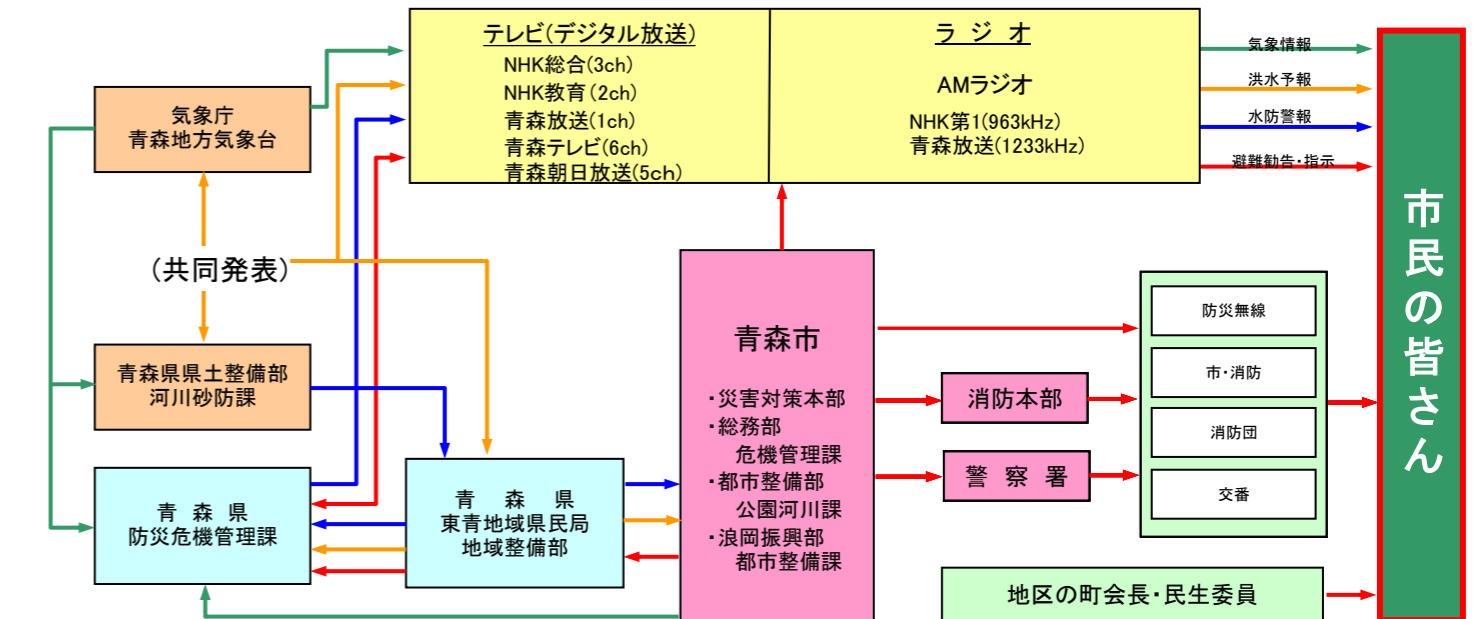 テレビ(デジタル放送)
NHK総合(3ch)
NHK教育(2ch)
青森放送(1ch)
青森テレビ(6ch)
青森朝日放送(5ch)
ラ ジ オ
AMラジオ
NHK第1(963kHz)
青森放送(1233kHz)
気象情報
洪水予報
水防警報
避難勧告・指示
市民の皆さん
気象庁
青森地方気象台
(共同発表)
青森県県土整備部
河川砂防課
青 森 県
防災危機管理課
青 森 県
東青地域県民局
地域整備部
青森市
・災害対策本部
・総務部
危機管理課
・都市整備部
公園河川課
・浪岡振興部
都市整備課
消防本部
警 察 署
防災無線
市・消防
消防団
交番
地区の町会長・民生委員